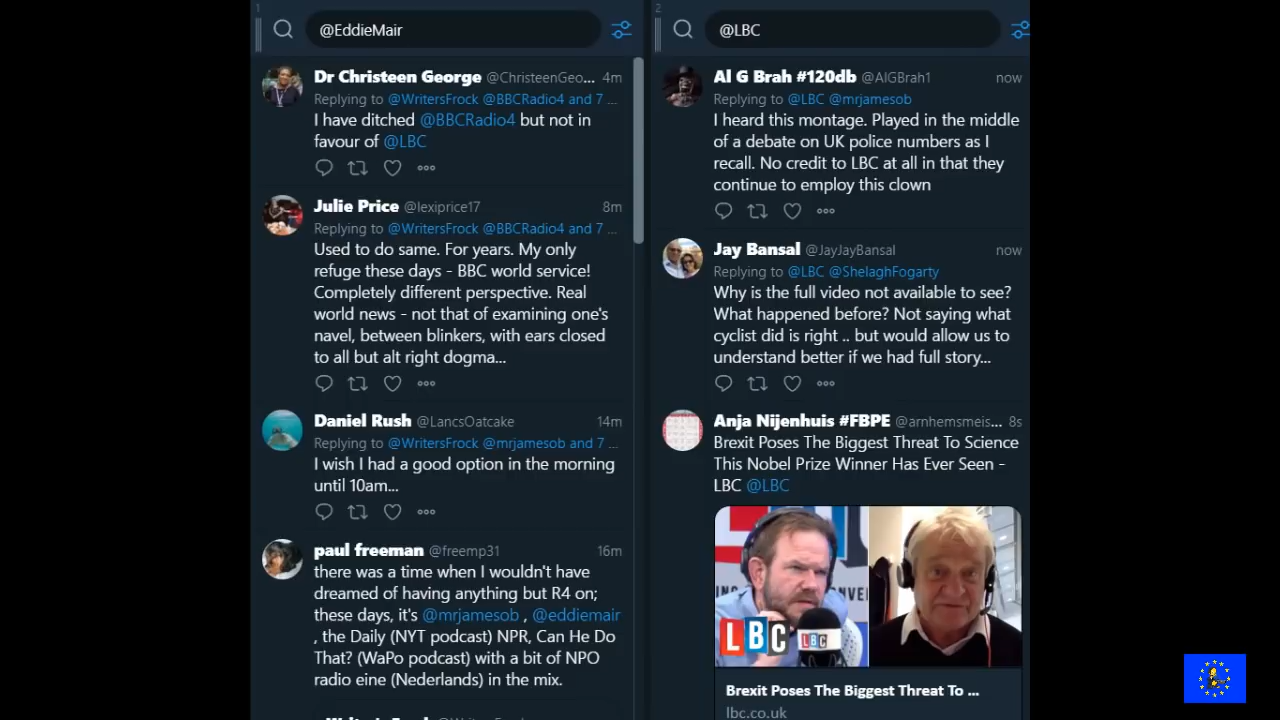 1
@EddieMair
Dr Christeen George @ChristeenGeo... 4m
Replying to @WritersFrock @BBCRadio4 and 7 ...
I have ditched @BBCRadio4 but not in
favour of @LBC
Julie Price @lexiprice17 8m
Replying to @WritersFrock @BBCRadio4 and 7 ...
Used to do same. For years. My only
refuge these days - BBC world service!
Completely different perspective. Real
world news - not that of examining one's
navel, between blinkers, with ears closed
to all but alt right dogma...
Daniel Rush @LancsOatcake 14m
Replying to @WritersFrock @mrjamesob and 7 ...
I wish I had a good option in the morning
until 10am...
paul freeman @freemp31 16m
there was a time when I wouldn't have
dreamed of having anything but R4 on;
these days, it's @mrjamesob , @eddiemair
, the Daily (NYT podcast) NPR, Can He Do
That? (WaPo podcast) with a bit of NPO
radio eine (Nederlands) in the mix.
2
@LBC
Al G Brah #120db @AlGBrah1 now
Replying to @LBC @mrjamesob
I heard this montage. Played in the middle
of a debate on UK police numbers as I
recall. No credit to LBC at all in that they
continue to employ this clown
Jay Bansal @JayJayBansal now
Replying to @LBC @ShelaghFogarty
Why is the full video not available to see?
What happened before? Not saying what
cyclist did is right .. but would allow us to
understand better if we had full story...
Anja Nijenhuis #FBPE @arnhemsmeis... 8s
Brexit Poses The Biggest Threat To Science
This Nobel Prize Winner Has Ever Seen -
LBC @LBC
LBC
LBC
Brexit Poses The Biggest Threat To ...
lbc.co.uk